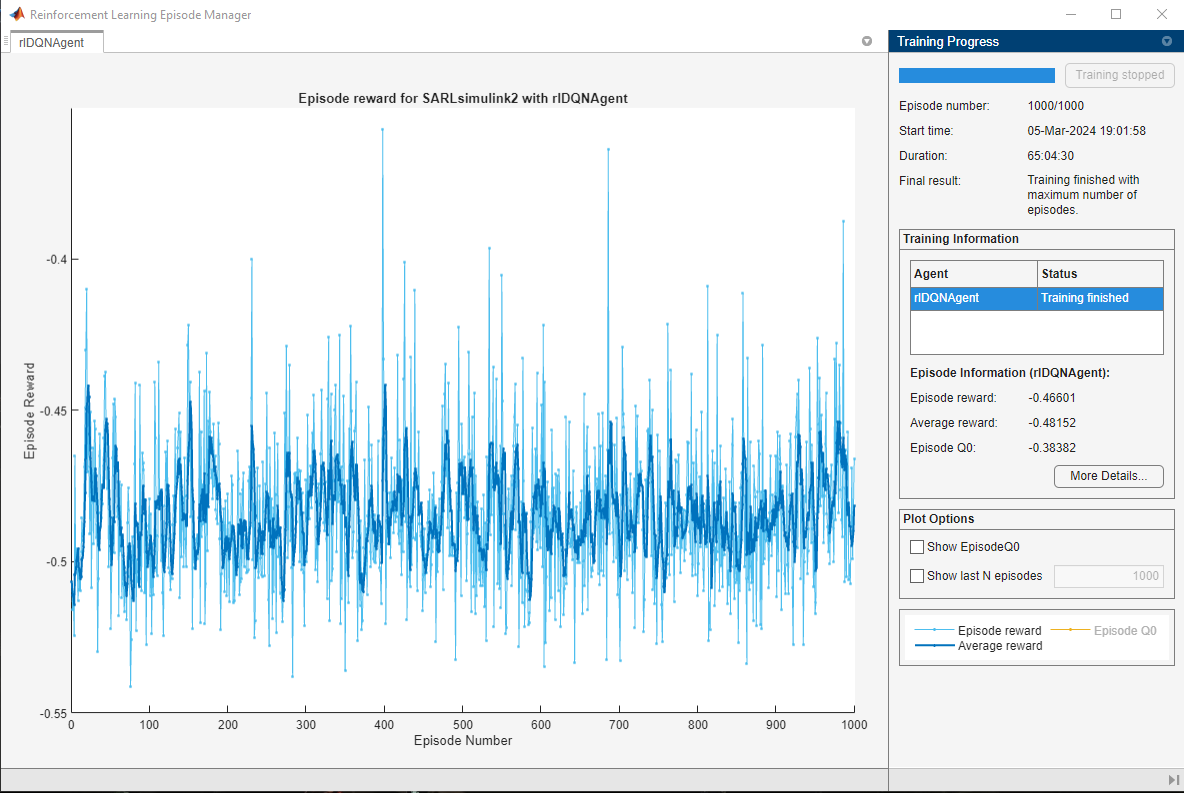 Reinforcement Learning Episode Manager
rlDQNAgent
Episode reward for SARLsimulink2 with rlDQNAgent
Episode Reward
-0.4
-0.45
-0.5
-0.55
0 100 200 300 400 500 600 700 800 900 1000
Episode Number
Training Progress
Training stopped
Episode number: 1000/1000
Start time: 05-Mar-2024 19:01:58
Duration: 65:04:30
Final result: Training finished with
maximum number of
episodes.
Training Information
Agent Status
rlDQNAgent Training finished
Episode Information (rlDQNAgent):
Episode reward: -0.46601
Average reward: -0.48152
Episode Q0: -0.38382
More Details...
Plot Options
Show EpisodeQ0
Show last N episodes 1000
Episode reward Episode Q0
Average reward